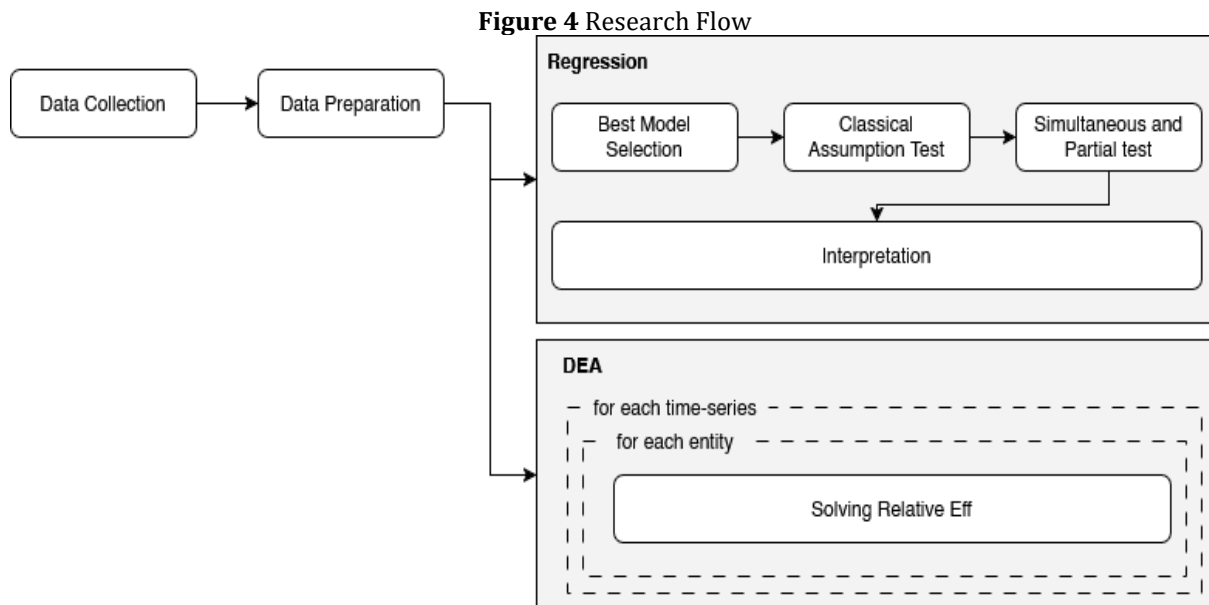 Figure 4 Research Flow
Data Collection
Data Preparation
Regression
Best Model
Selection
Classical
Assumption Test
Simultaneous and
Partial test
Interpretation
DEA
for each time-series
for each entity
Solving Relative Eff